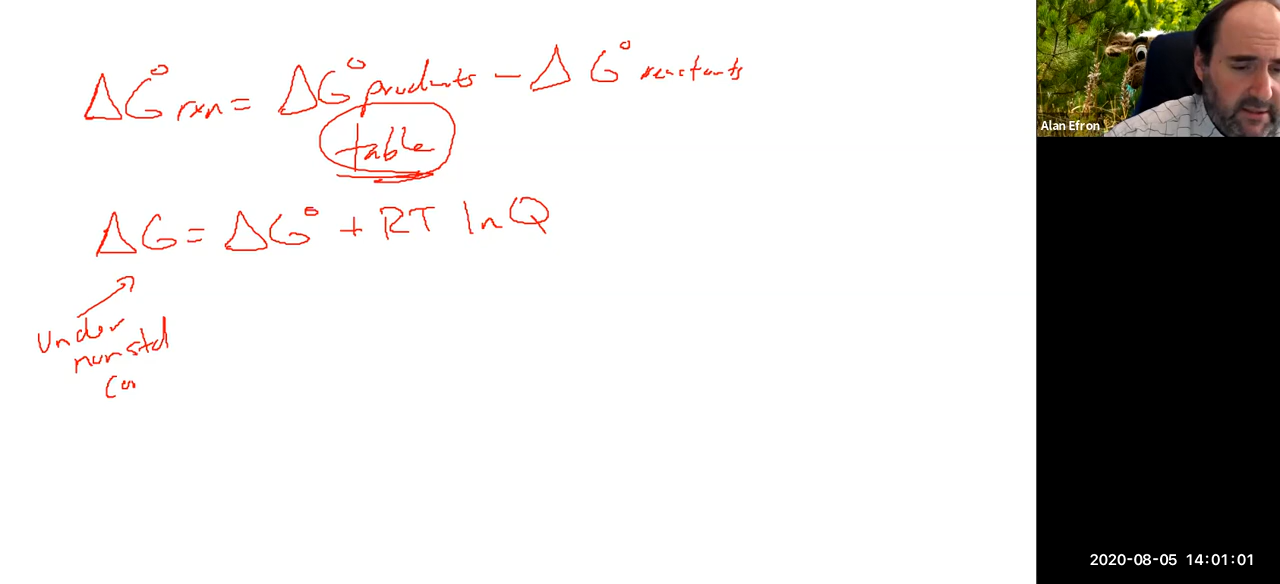 ΔG° rxn = ΔG° products − ΔG° reactants
table
ΔG = ΔG° + RT ln Q
under
nonstd
con
Alan Efron
2020-08-05 14:01:01